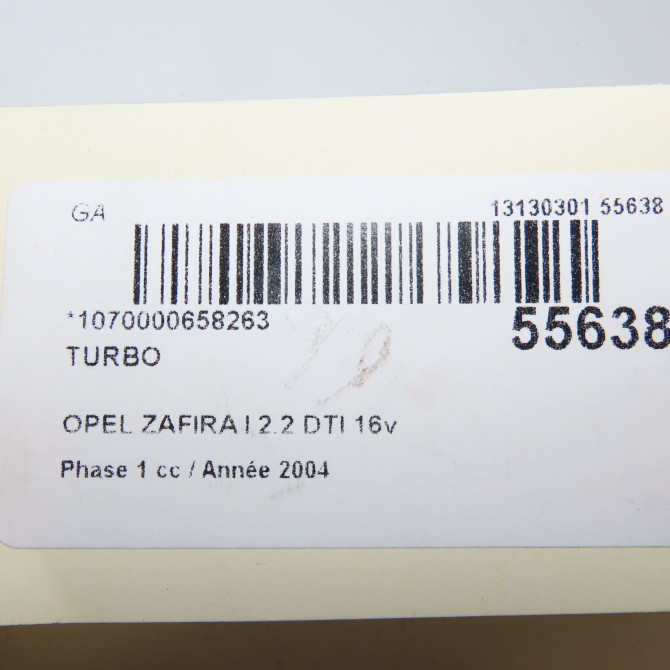 GA 13130301 55638
*1070000658263 55638
TURBO
OPEL ZAFIRA I 2.2 DTI 16v
Phase 1 cc / Année 2004